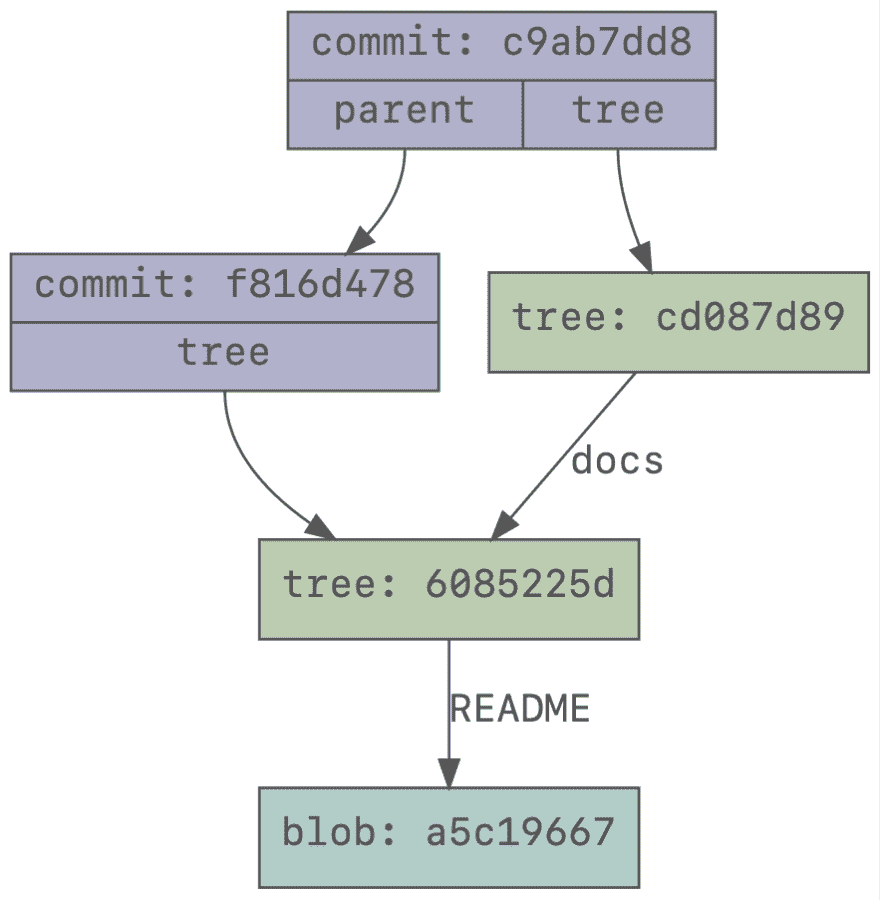 commit: c9ab7dd8
parent tree
commit: f816d478
tree
tree: cd087d89
docs
tree: 6085225d
README
blob: a5c19667